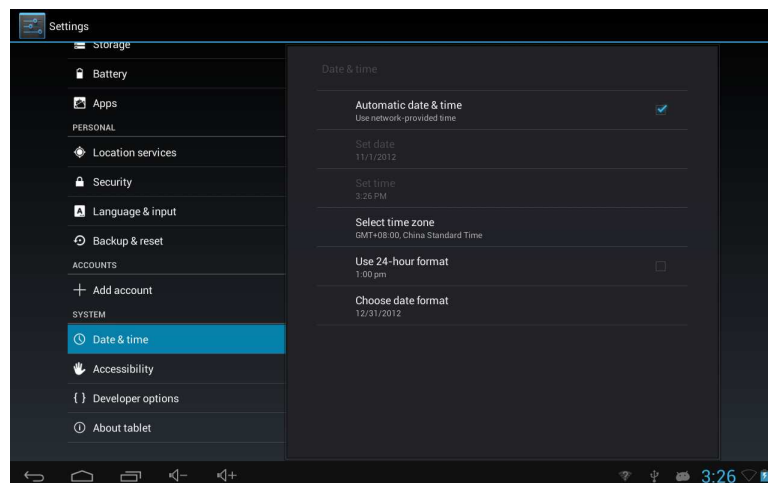 Settings
Storage
Battery
Apps
PERSONAL
Location services
Security
Language & input
Backup & reset
ACCOUNTS
Add account
SYSTEM
Date & time
Accessibility
Developer options
About tablet
Date & time
Automatic date & time
Use network-provided time
Set date
11/1/2012
Set time
3:26 PM
Select time zone
GMT+08:00, China Standard Time
Use 24-hour format
1:00 pm
Choose date format
12/31/2012
3:26